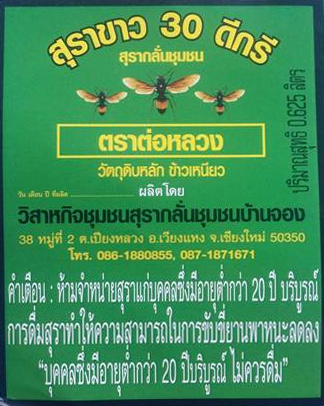 สุราขาว 30 ดีกรี
สุรากลั่นชุมชน
ตราต่อหลวง
วัตถุดิบหลัก ข้าวเหนียว
วัน เดือน ปี ที่ผลิต
ผลิตโดย
วิสาหกิจชุมชนสุรากลั่นชุมชนบ้านจอง
38 หมู่ที่ 2 ต.เปียงหลวง อ.เวียงแหง จ.เชียงใหม่ 50350
โทร. 086-1880855, 087-1871671
ปริมาณสุทธิ 0.625 ลิตร
คำเตือน : ห้ามจำหน่ายสุราแก่บุคคลซึ่งมีอายุต่ำกว่า 20 ปี บริบูรณ์
การดื่มสุราทำให้ความสามารถในการขับขี่ยานพาหนะลดลง
“บุคคลซึ่งมีอายุต่ำกว่า 20 ปีบริบูรณ์ ไม่ควรดื่ม”